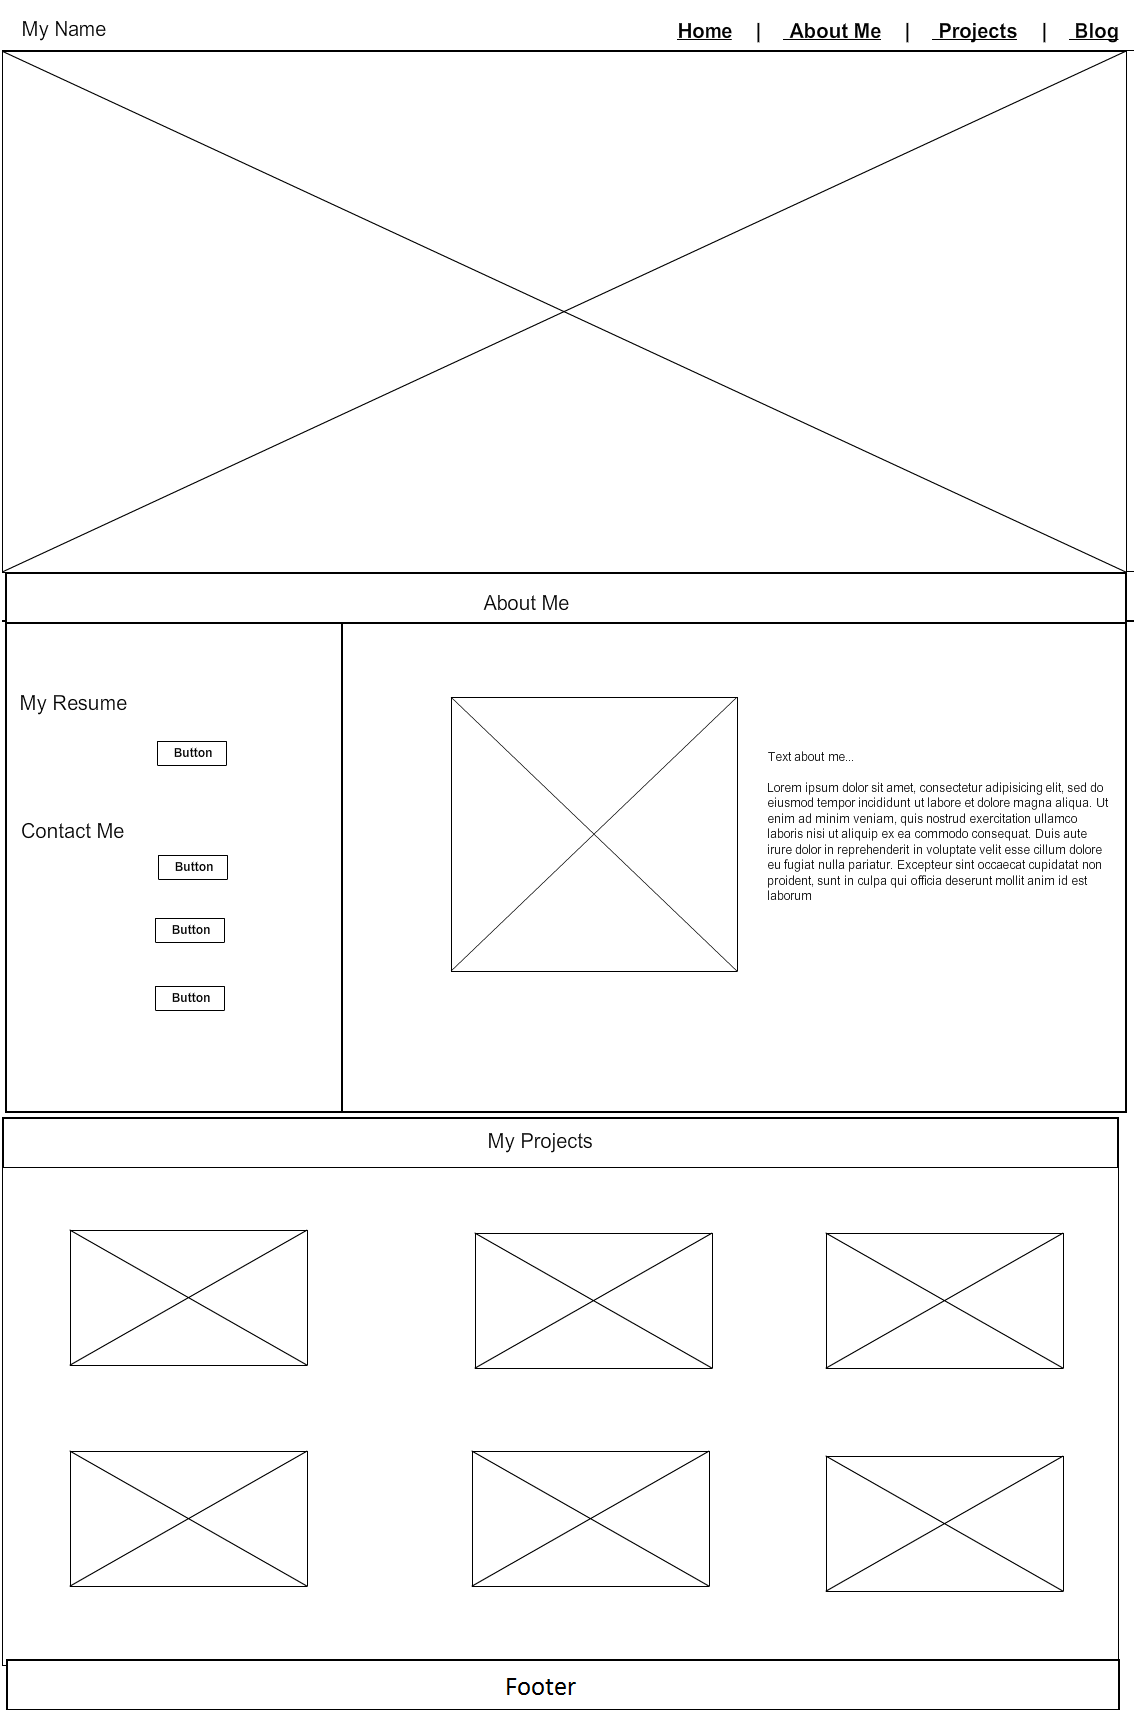 My Name
Home | About Me | Projects | Blog
About Me
My Resume
Button
Contact Me
Button
Button
Button
Text about me...
Lorem ipsum dolor sit amet, consectetur adipisicing elit, sed do
eiusmod tempor incididunt ut labore et dolore magna aliqua. Ut
enim ad minim veniam, quis nostrud exercitation ullamco
laboris nisi ut aliquip ex ea commodo consequat. Duis aute
irure dolor in reprehenderit in voluptate velit esse cillum dolore
eu fugiat nulla pariatur. Excepteur sint occaecat cupidatat non
proident, sunt in culpa qui officia deserunt mollit anim id est
laborum
My Projects
Footer